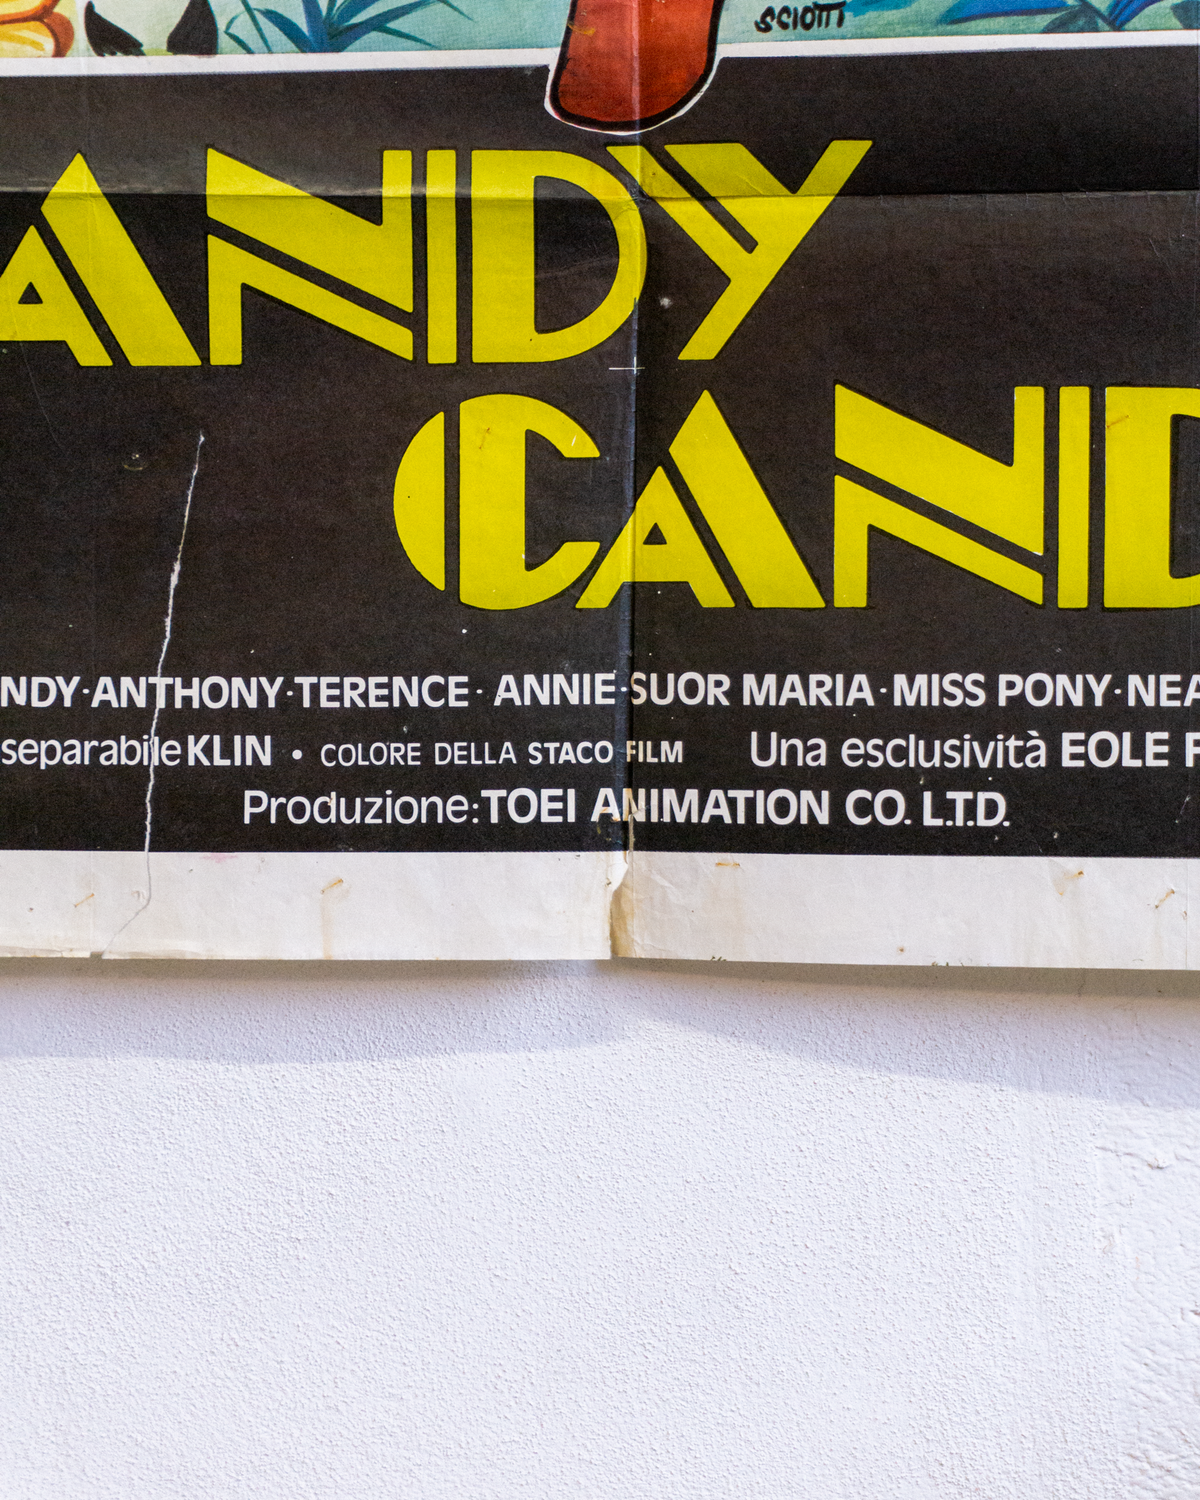 SCIOTTI
ANDY
CAND
NDY·ANTHONY·TERENCE· ANNIE·SUOR MARIA·MISS PONY·NEA
separabile KLIN • COLORE DELLA STACO FILM Una esclusività EOLE F
Produzione: TOEI ANIMATION CO. L.T.D.